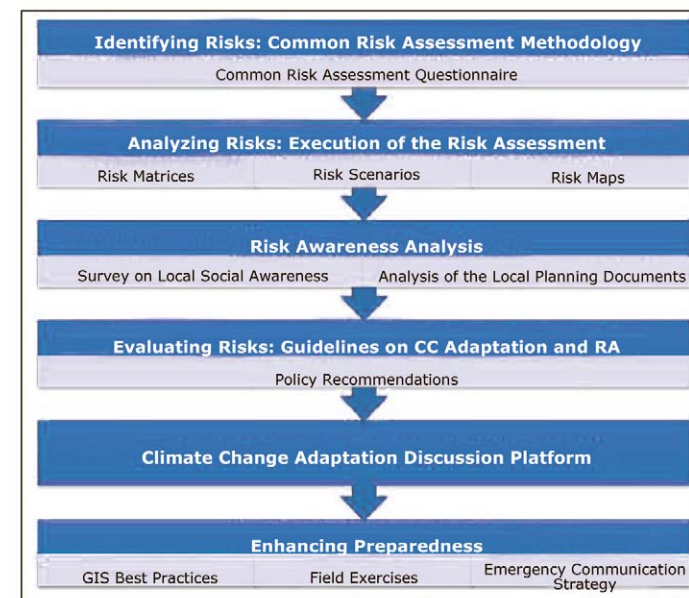 Identifying Risks: Common Risk Assessment Methodology
Common Risk Assessment Questionnaire
Analyzing Risks: Execution of the Risk Assessment
Risk Matrices
Risk Scenarios
Risk Maps
Risk Awareness Analysis
Survey on Local Social Awareness
Analysis of the Local Planning Documents
Evaluating Risks: Guidelines on CC Adaptation and RA
Policy Recommendations
Climate Change Adaptation Discussion Platform
Enhancing Preparedness
GIS Best Practices
Field Exercises
Emergency Communication
Strategy